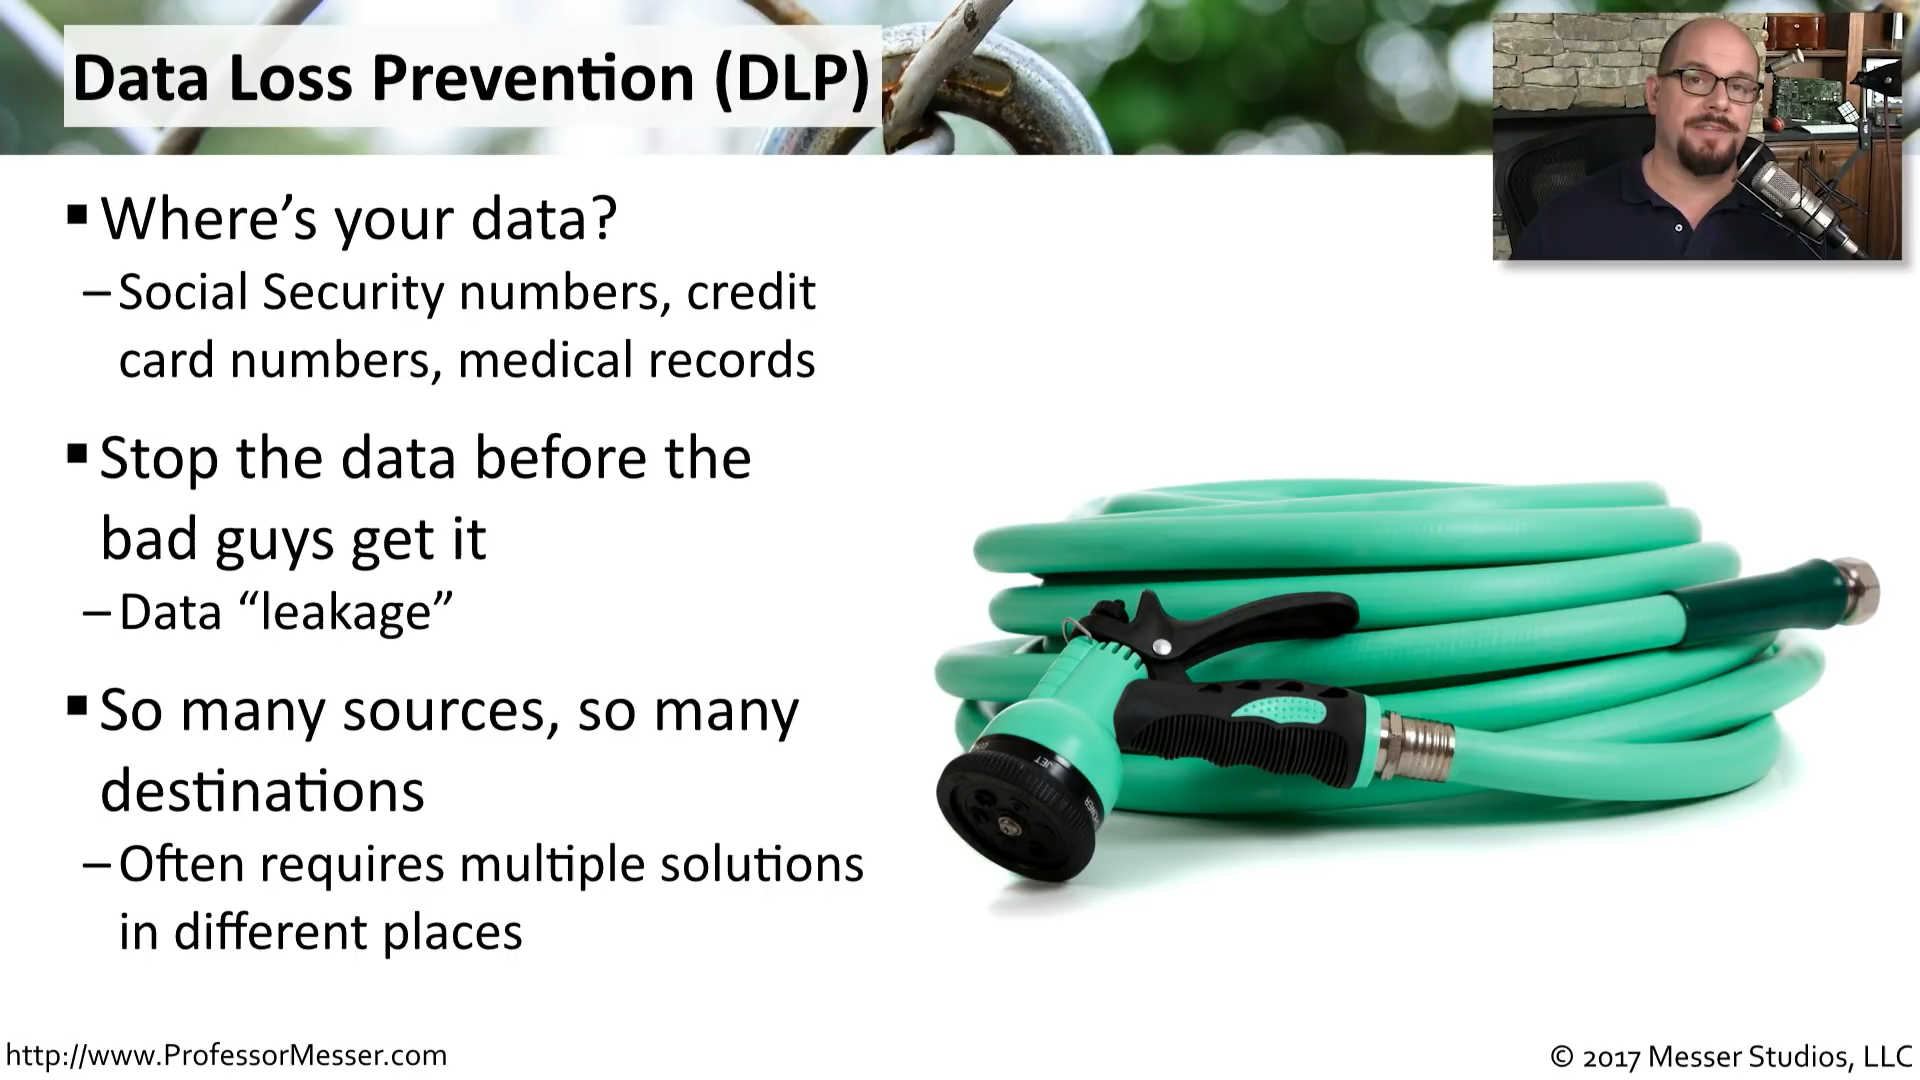 Data Loss Prevention (DLP)
▪ Where’s your data?
– Social Security numbers, credit
card numbers, medical records
▪ Stop the data before the
bad guys get it
– Data “leakage”
▪ So many sources, so many
destinations
– Often requires multiple solutions
in different places
JET
POWER
http://www.ProfessorMesser.com
© 2017 Messer Studios, LLC